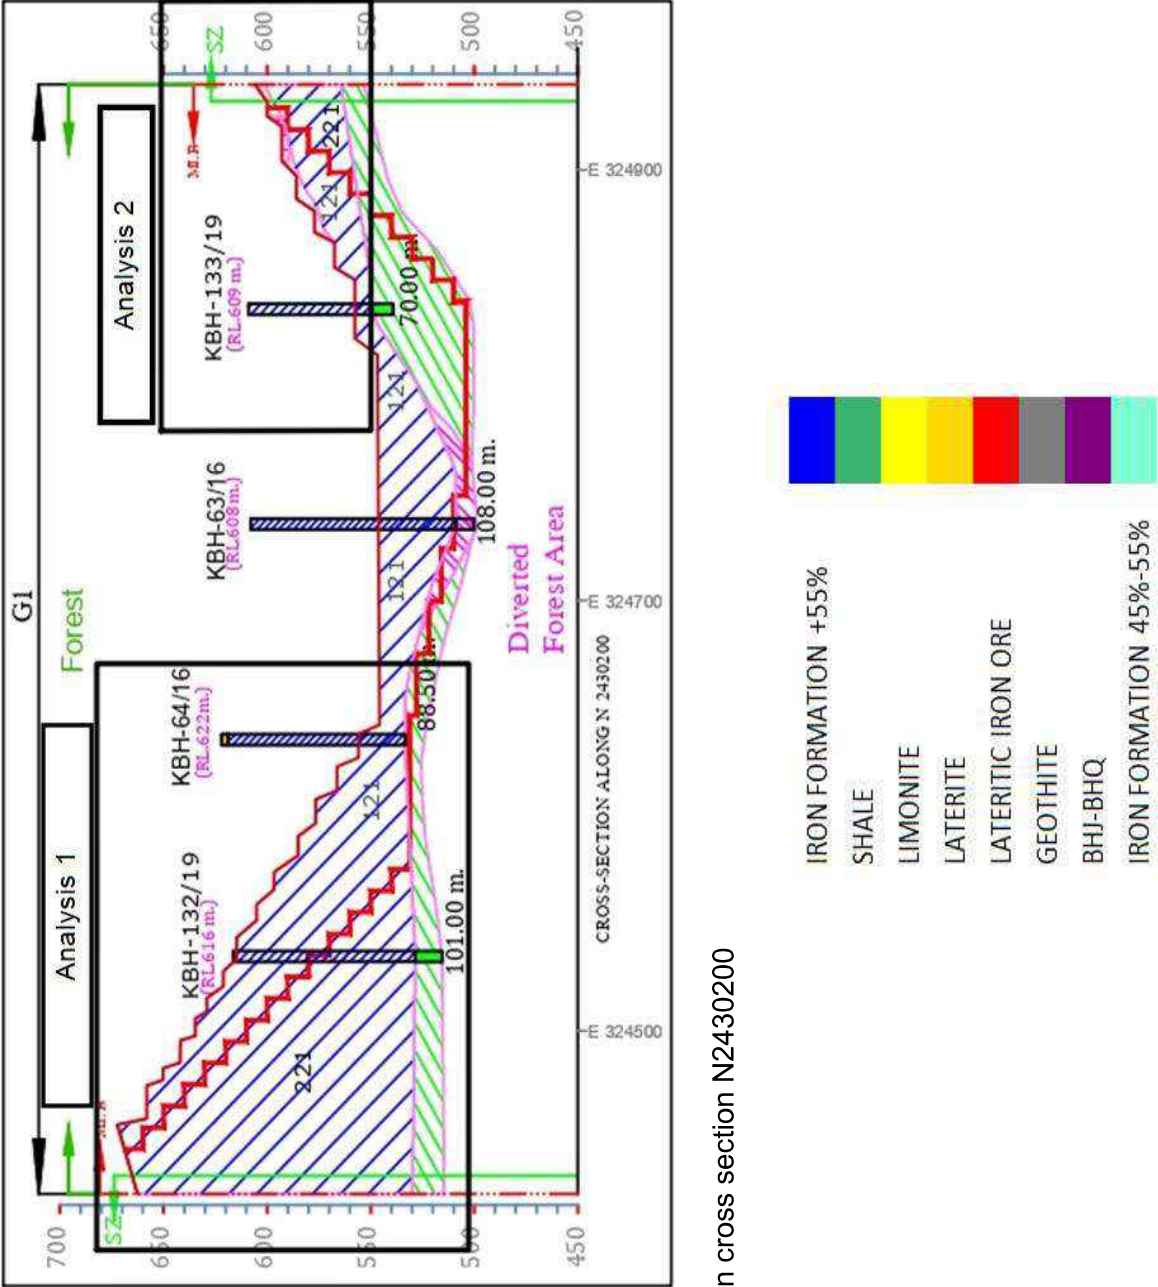 G1
Analysis 1
Analysis 2
Forest
SZ
SZ
M.L.B
700
650
600
550
500
450
650
600
550
500
450
KBH-132/19
(RL.616 m.)
KBH-64/16
(RL.622m.)
KBH-63/16
(RL.608m.)
KBH-133/19
(RL.609 m.)
221
121
121
121
121
221
101.00 m.
88.50 m.
108.00 m.
70.00 m.
Diverted
Forest Area
CROSS-SECTION ALONG N 2430200
E 324500
E 324700
E 324900
n cross section N2430200
IRON FORMATION +55%
SHALE
LIMONITE
LATERITE
LATERITIC IRON ORE
GEOTHITE
BHJ-BHQ
IRON FORMATION 45%-55%